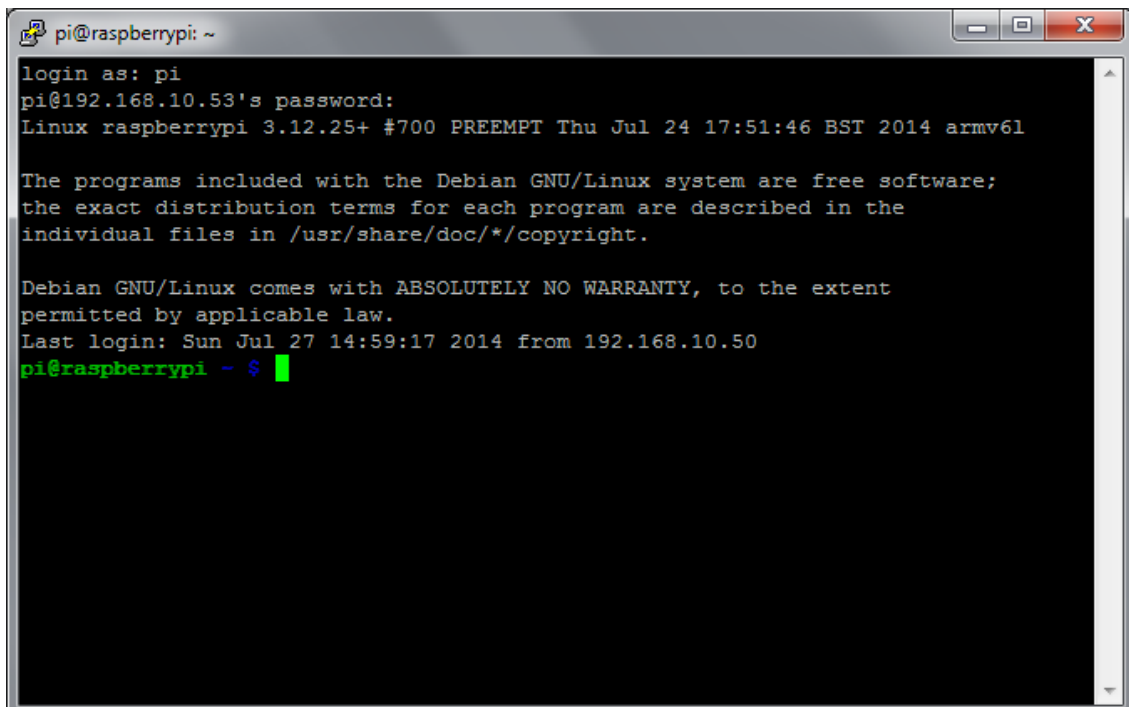 pi@raspberrypi: ~
login as: pi
pi@192.168.10.53's password:
Linux raspberrypi 3.12.25+ #700 PREEMPT Thu Jul 24 17:51:46 BST 2014 armv6l
The programs included with the Debian GNU/Linux system are free software;
the exact distribution terms for each program are described in the
individual files in /usr/share/doc/*/copyright.
Debian GNU/Linux comes with ABSOLUTELY NO WARRANTY, to the extent
permitted by applicable law.
Last login: Sun Jul 27 14:59:17 2014 from 192.168.10.50
pi@raspberrypi ~ $